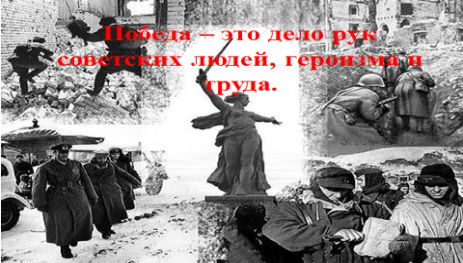 Победа – это дело рук
советских людей, героизма и
труда.